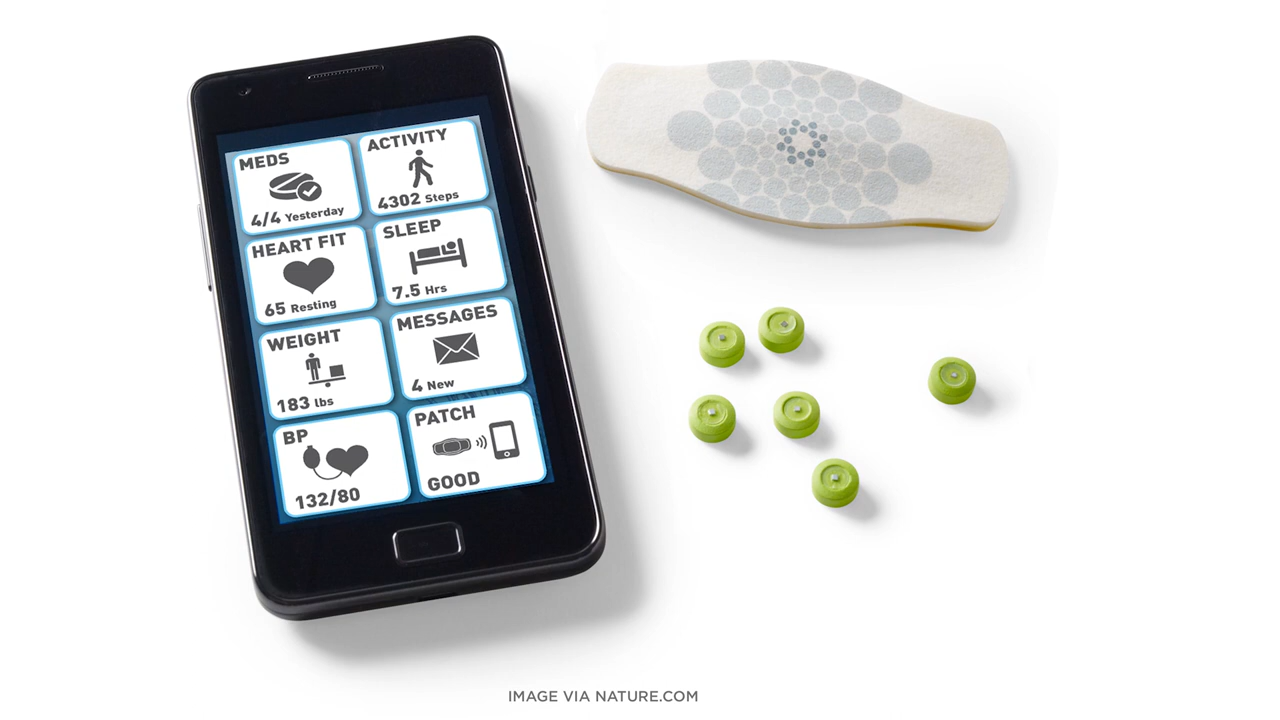 MEDS
4/4 Yesterday
ACTIVITY
4302 Steps
HEART FIT
65 Resting
SLEEP
7.5 Hrs
WEIGHT
183 lbs
MESSAGES
4 New
BP
132/80
PATCH
GOOD
IMAGE VIA NATURE.COM